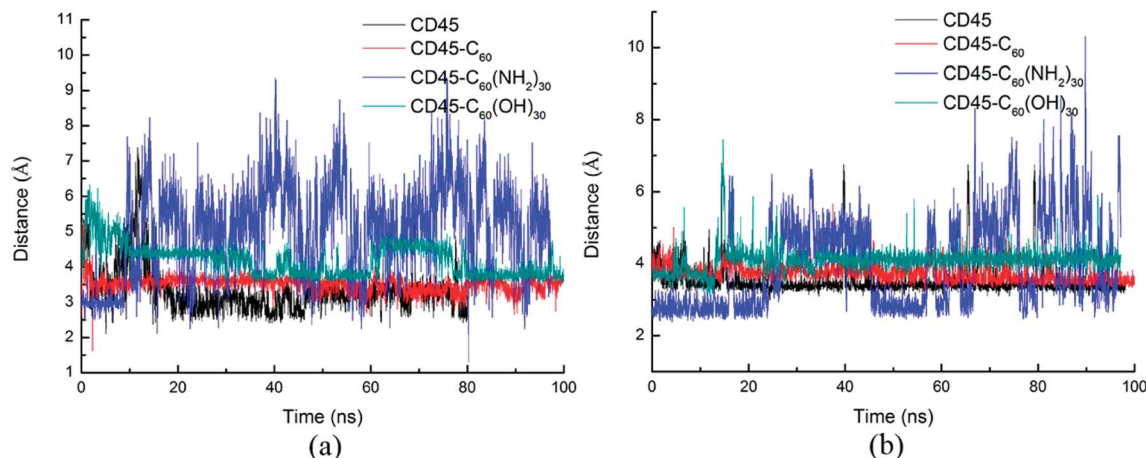 11
10
9
8
7
6
5
4
3
2
1
Distance (Å)
CD45
CD45-C₆₀
CD45-C₆₀(NH₂)₃₀
CD45-C₆₀(OH)₃₀
0 20 40 60 80 100
Time (ns)
(a)
10
8
6
4
2
Distance (Å)
CD45
CD45-C₆₀
CD45-C₆₀(NH₂)₃₀
CD45-C₆₀(OH)₃₀
0 20 40 60 80 100
Time (ns)
(b)